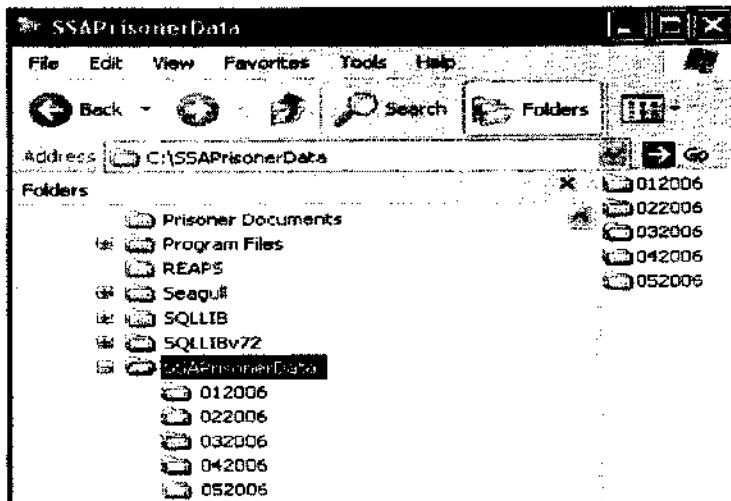 SSAPrisonerData
File Edit View Favorites Tools Help
Back Search Folders
Address C:\SSAPrisonerData Go
Folders
Prisoner Documents
Program Files
REAPS
Seagull
SQLLIB
SQLLIBv72
SSAPrisonerData
012006
022006
032006
042006
052006
012006
022006
032006
042006
052006